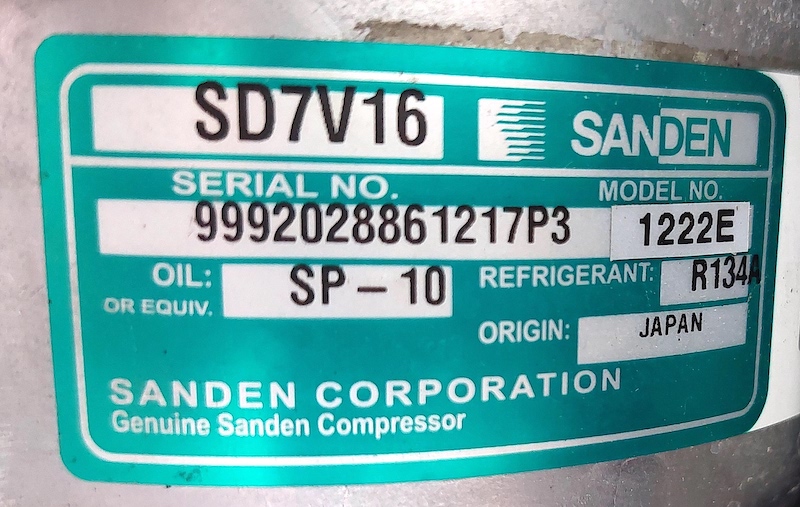 SD7V16 SANDEN
SERIAL NO. MODEL NO.
9992028861217P3 1222E
OIL: SP-10 REFRIGERANT: R134A
OR EQUIV.
ORIGIN: JAPAN
SANDEN CORPORATION
Genuine Sanden Compressor